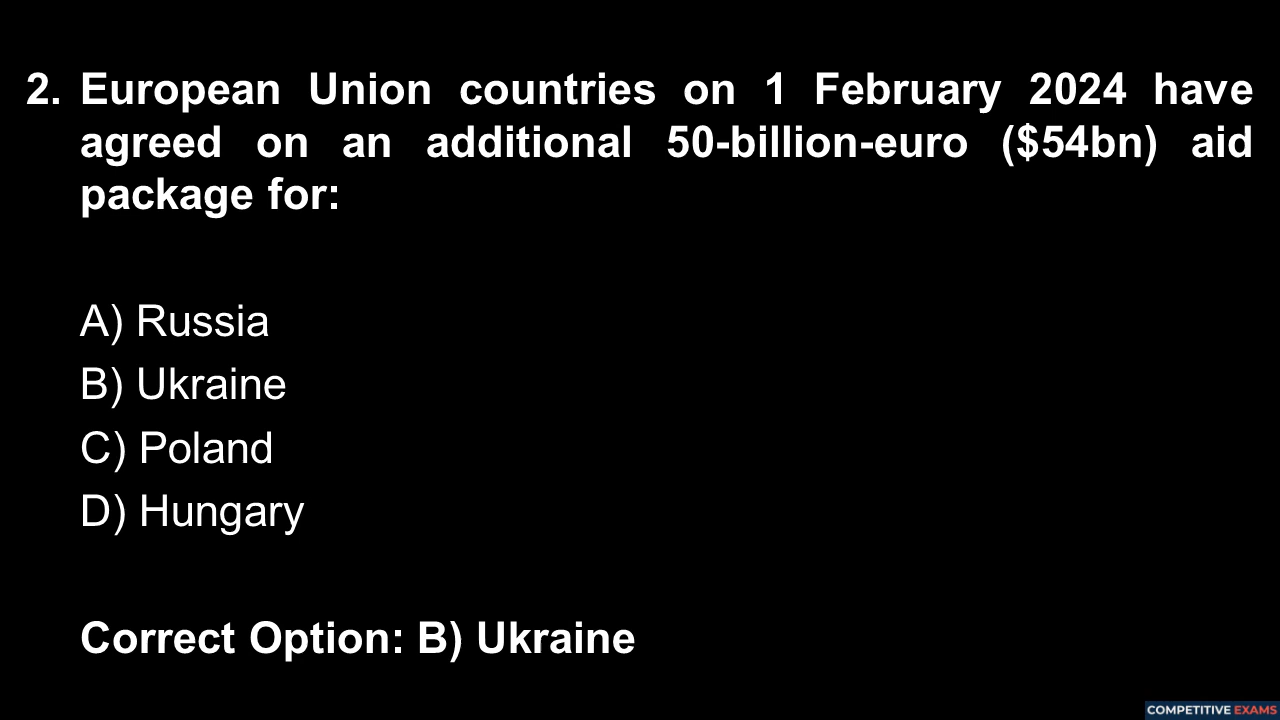 2. European Union countries on 1 February 2024 have
agreed on an additional 50-billion-euro ($54bn) aid
package for:
A) Russia
B) Ukraine
C) Poland
D) Hungary
Correct Option: B) Ukraine
COMPETITIVE EXAMS